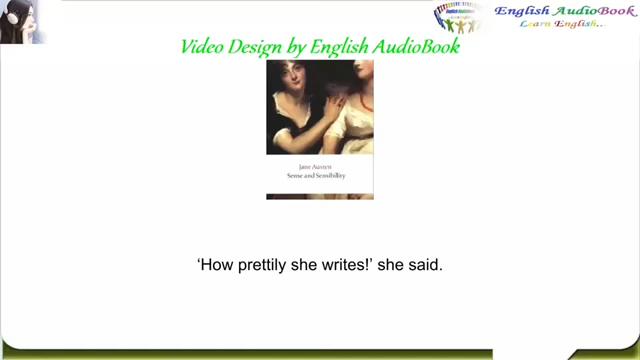 English AudioBook
Learn English...
Video Design by English AudioBook
Jane Austen
Sense and Sensibility
‘How prettily she writes!’ she said.